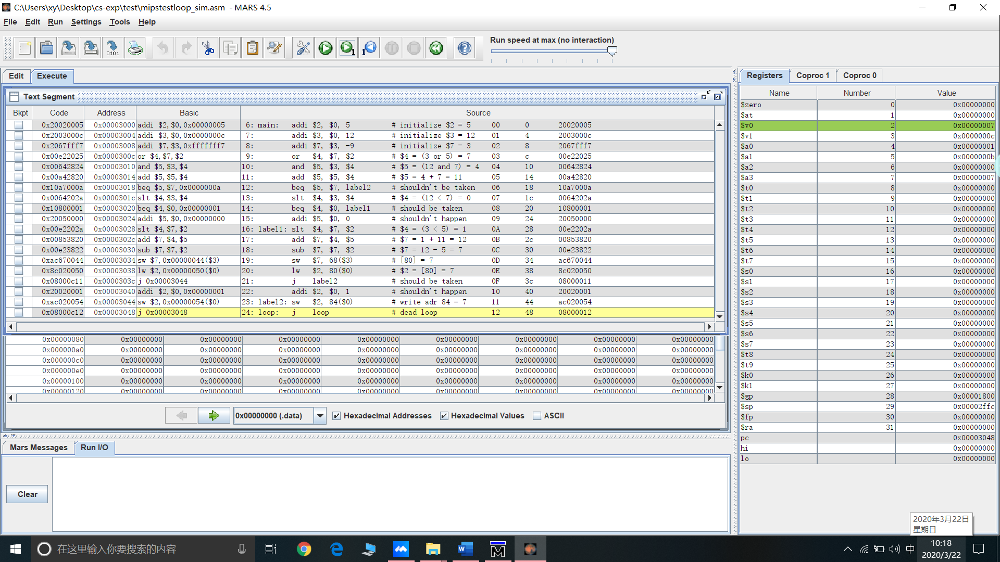 C:\Users\xy\Desktop\cs-exp\test\mipstestloop_sim.asm - MARS 4.5
File Edit Run Settings Tools Help
Run speed at max (no interaction)
Edit Execute
Text Segment
Bkpt Code Address Basic Source
0x20020005 0x00003000 addi $2,$0,0x00000005 6: main: addi $2, $0, 5 # initialize $2 = 5 00 0 20020005
0x2003000c 0x00003004 addi $3,$0,0x0000000c 7: addi $3, $0, 12 # initialize $3 = 12 01 4 2003000c
0x2067fff7 0x00003008 addi $7,$3,0xfffffff7 8: addi $7, $3, -9 # initialize $7 = 3 02 8 2067fff7
0x00e22025 0x0000300c or $4,$7,$2 9: or $4, $7, $2 # $4 = (3 or 5) = 7 03 c 00e22025
0x00642824 0x00003010 and $5,$3,$4 10: and $5, $3, $4 # $5 = (12 and 7) = 4 04 10 00642824
0x00a42820 0x00003014 add $5,$5,$4 11: add $5, $5, $4 # $5 = 4 + 7 = 11 05 14 00a42820
0x10a7000a 0x00003018 beq $5,$7,0x0000000a 12: beq $5, $7, label2 # shouldn't be taken 06 18 10a7000a
0x0064202a 0x0000301c slt $4,$3,$4 13: slt $4, $3, $4 # $4 = (12 < 7) = 0 07 1c 0064202a
0x10800001 0x00003020 beq $4,$0,0x00000001 14: beq $4, $0, label1 # should be taken 08 20 10800001
0x20050000 0x00003024 addi $5,$0,0x00000000 15: addi $5, $0, 0 # shouldn't happen 09 24 20050000
0x00e2202a 0x00003028 slt $4,$7,$2 16: label1: slt $4, $7, $2 # $4 = (3 < 5) = 1 0A 28 00e2202a
0x00853820 0x0000302c add $7,$4,$5 17: add $7, $4, $5 # $7 = 1 + 11 = 12 0B 2c 00853820
0x00e23822 0x00003030 sub $7,$7,$2 18: sub $7, $7, $2 # $7 = 12 - 5 = 7 0C 30 00e23822
0xac670044 0x00003034 sw $7,0x00000044($3) 19: sw $7, 68($3) # [80] = 7 0D 34 ac670044
0x8c020050 0x00003038 lw $2,0x00000050($0) 20: lw $2, 80($0) # $2 = [80] = 7 0E 38 8c020050
0x08000c11 0x0000303c j 0x00003044 21: j label2 # should be taken 0F 3c 08000011
0x20020001 0x00003040 addi $2,$0,0x00000001 22: addi $2, $0, 1 # shouldn't happen 10 40 20020001
0xac020054 0x00003044 sw $2,0x00000054($0) 23: label2: sw $2, 84($0) # write adr 84 = 7 11 44 ac020054
0x08000c12 0x00003048 j 0x00003048 24: loop: j loop # dead loop 12 48 08000012
0x00000080 0x00000000 0x00000000 0x00000000 0x00000000 0x00000000 0x00000000 0x00000000 0x00000000
0x000000a0 0x00000000 0x00000000 0x00000000 0x00000000 0x00000000 0x00000000 0x00000000 0x00000000
0x000000c0 0x00000000 0x00000000 0x00000000 0x00000000 0x00000000 0x00000000 0x00000000 0x00000000
0x000000e0 0x00000000 0x00000000 0x00000000 0x00000000 0x00000000 0x00000000 0x00000000 0x00000000
0x00000100 0x00000000 0x00000000 0x00000000 0x00000000 0x00000000 0x00000000 0x00000000 0x00000000
0x00000120 0x00000000 0x00000000 0x00000000 0x00000000 0x00000000 0x00000000 0x00000000 0x00000000
0x00000000 (.data) Hexadecimal Addresses Hexadecimal Values ASCII
Mars Messages Run I/O
Clear
Registers Coproc 1 Coproc 0
Name Number Value
$zero 0 0x00000000
$at 1 0x00000000
$v0 2 0x00000007
$v1 3 0x0000000c
$a0 4 0x00000001
$a1 5 0x0000000b
$a2 6 0x00000000
$a3 7 0x00000007
$t0 8 0x00000000
$t1 9 0x00000000
$t2 10 0x00000000
$t3 11 0x00000000
$t4 12 0x00000000
$t5 13 0x00000000
$t6 14 0x00000000
$t7 15 0x00000000
$s0 16 0x00000000
$s1 17 0x00000000
$s2 18 0x00000000
$s3 19 0x00000000
$s4 20 0x00000000
$s5 21 0x00000000
$s6 22 0x00000000
$s7 23 0x00000000
$t8 24 0x00000000
$t9 25 0x00000000
$k0 26 0x00000000
$k1 27 0x00000000
$gp 28 0x00001800
$sp 29 0x00002ffc
$fp 30 0x00000000
$ra 31 0x00000000
pc 0x00003048
hi 0x00000000
lo 0x00000000
2020年3月22日
星期日
在这里输入你要搜索的内容
中
10:18
2020/3/22